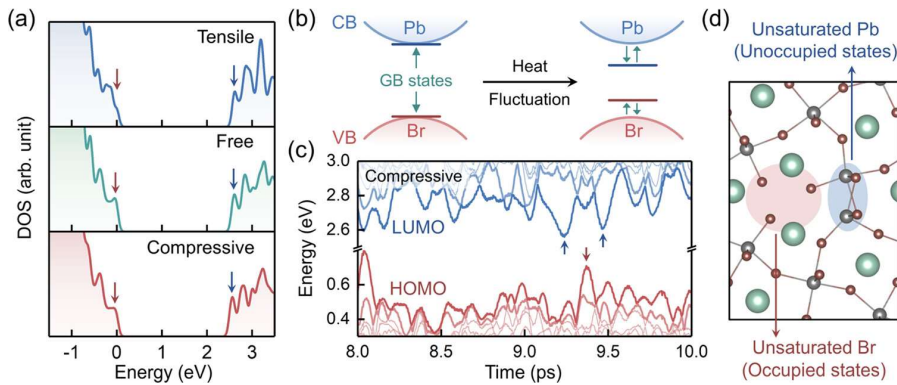 (a)
Tensile
Free
Compressive
DOS (arb. unit)
-1 0 1 2 3
Energy (eV)
(b)
CB
Pb
Pb
GB states
Heat
Fluctuation
VB
Br
Br
(c)
3.0
2.8
2.6
0.6
0.4
Energy (eV)
Compressive
LUMO
HOMO
8.0 8.5 9.0 9.5 10.0
Time (ps)
(d)
Unsaturated Pb
(Unoccupied states)
Unsaturated Br
(Occupied states)